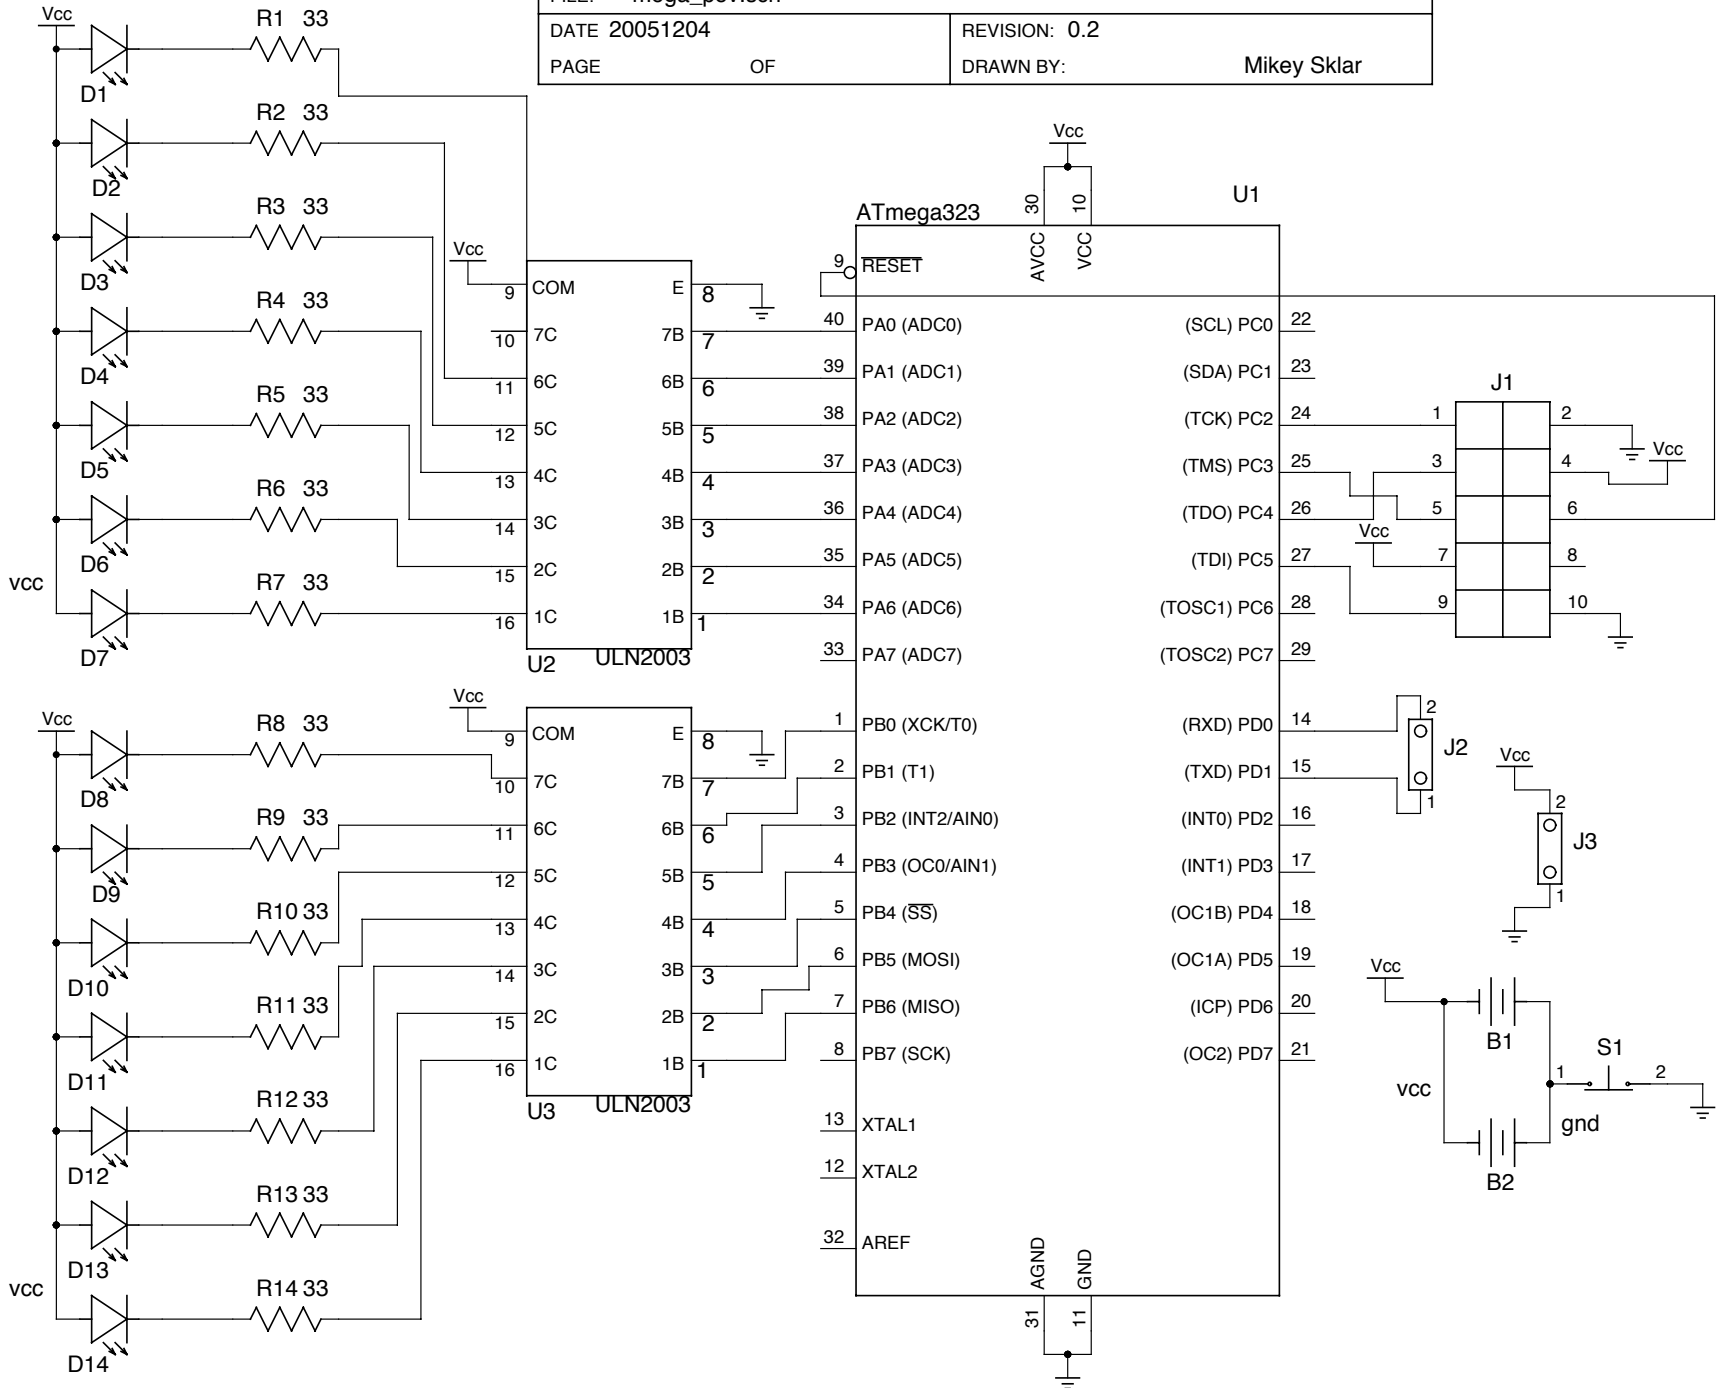 FILE: mega_pov.sch
DATE 20051204
REVISION: 0.2
PAGE OF
DRAWN BY: Mikey Sklar
Vcc
R1 33
D1
R2 33
D2
R3 33
D3
R4 33
D4
R5 33
D5
R6 33
D6
vcc
R7 33
D7
Vcc
9 COM
10 7C
11 6C
12 5C
13 4C
14 3C
15 2C
16 1C
E 8
7B 7
6B 6
5B 5
4B 4
3B 3
2B 2
1B 1
U2 ULN2003
Vcc
R8 33
D8
R9 33
D9
R10 33
D10
R11 33
D11
R12 33
D12
R13 33
D13
vcc
R14 33
D14
Vcc
9 COM
10 7C
11 6C
12 5C
13 4C
14 3C
15 2C
16 1C
E 8
7B 7
6B 6
5B 5
4B 4
3B 3
2B 2
1B 1
U3 ULN2003
Vcc
U1
ATmega323
30 AVCC
10 VCC
9 RESET
40 PA0 (ADC0)
39 PA1 (ADC1)
38 PA2 (ADC2)
37 PA3 (ADC3)
36 PA4 (ADC4)
35 PA5 (ADC5)
34 PA6 (ADC6)
33 PA7 (ADC7)
1 PB0 (XCK/T0)
2 PB1 (T1)
3 PB2 (INT2/AIN0)
4 PB3 (OC0/AIN1)
5 PB4 (SS)
6 PB5 (MOSI)
7 PB6 (MISO)
8 PB7 (SCK)
13 XTAL1
12 XTAL2
32 AREF
31 AGND
11 GND
(SCL) PC0 22
(SDA) PC1 23
(TCK) PC2 24
(TMS) PC3 25
(TDO) PC4 26
(TDI) PC5 27
(TOSC1) PC6 28
(TOSC2) PC7 29
(RXD) PD0 14
(TXD) PD1 15
(INT0) PD2 16
(INT1) PD3 17
(OC1B) PD4 18
(OC1A) PD5 19
(ICP) PD6 20
(OC2) PD7 21
J1
1 2
3 4
Vcc
5 6
Vcc
7 8
9 10
2
J2
1
Vcc
2
J3
1
Vcc
B1
S1
1 2
vcc
gnd
B2